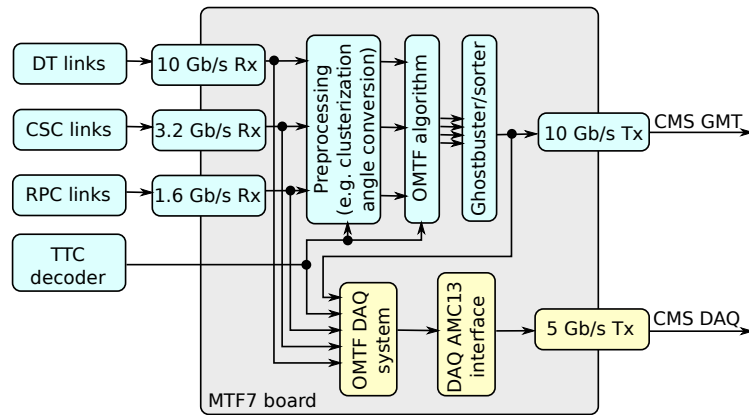 DT links
10 Gb/s Rx
CSC links
3.2 Gb/s Rx
RPC links
1.6 Gb/s Rx
TTC
decoder
Preprocessing
(e.g. clusterization
angle conversion)
OMTF algorithm
Ghostbuster/sorter
10 Gb/s Tx
CMS GMT
OMTF DAQ
system
DAQ AMC13
interface
5 Gb/s Tx
CMS DAQ
MTF7 board